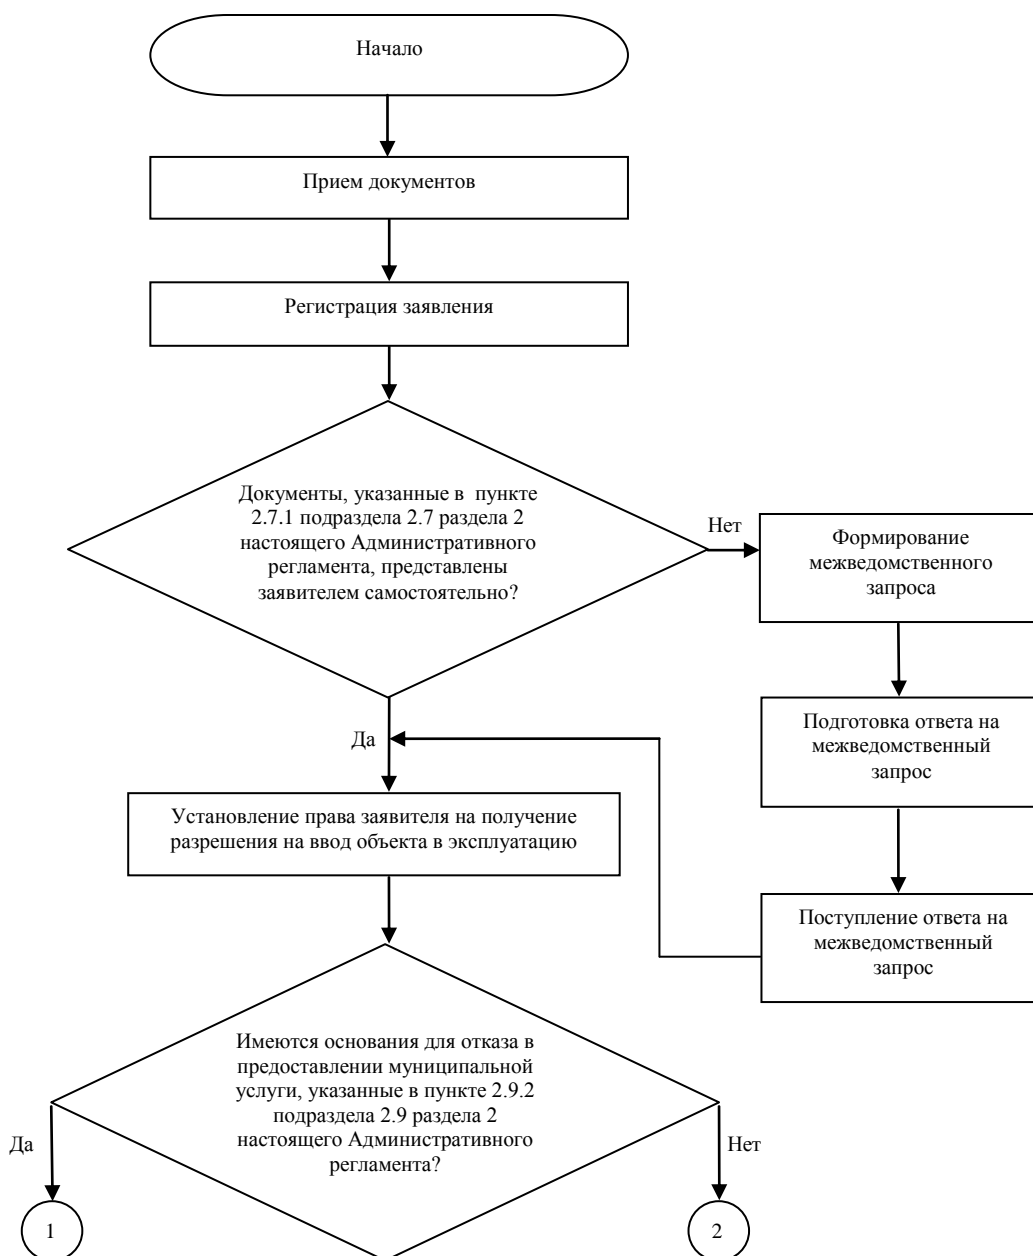 Начало
Прием документов
Регистрация заявления
Документы, указанные в пункте
2.7.1 подраздела 2.7 раздела 2
настоящего Административного
регламента, представлены
заявителем самостоятельно?
Нет
Формирование
межведомственного
запроса
Подготовка ответа на
межведомственный
запрос
Да
Установление права заявителя на получение
разрешения на ввод объекта в эксплуатацию
Поступление ответа на
межведомственный
запрос
Имеются основания для отказа в
предоставлении муниципальной
услуги, указанные в пункте 2.9.2
подраздела 2.9 раздела 2
настоящего Административного
регламента?
Да
Нет
1
2